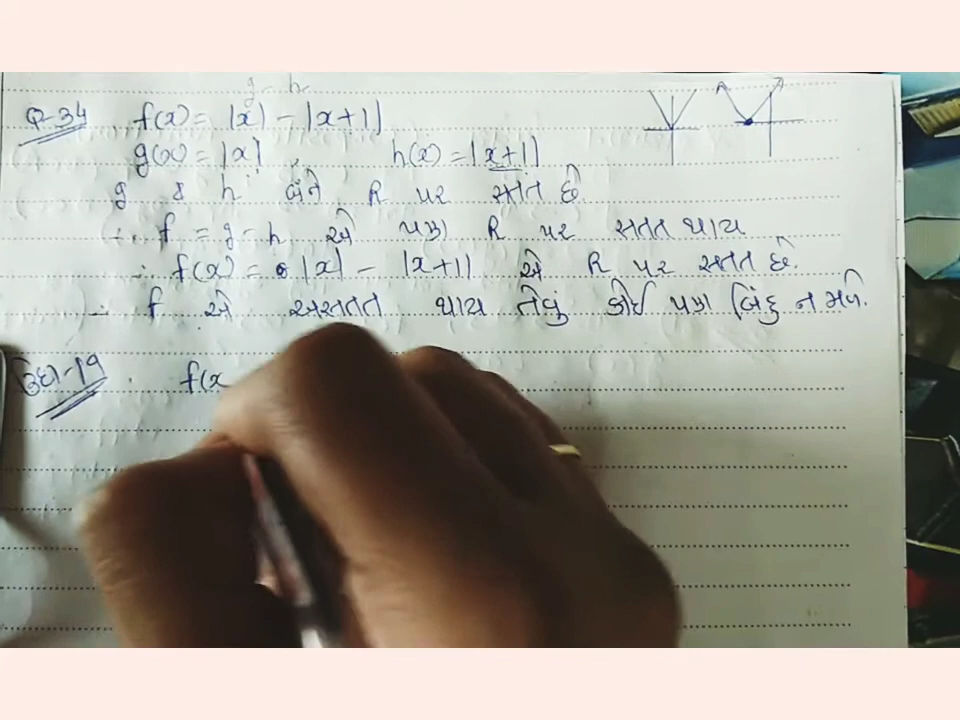 g - h
Q-34 f(x) = |x| - |x+1|
g(x) = |x| , h(x) = |x+1|
g ਝ h બંને R પર સતત છે
∴ f = g - h એ પણ R પર સતત થાય
∴ f(x) = |x| - |x+1| એ R પર સતત છે.
∴ f એ અસતત થાય તેવું કોઈ પણ બિંદુ ન મળે.
ઉદા-19 f(x